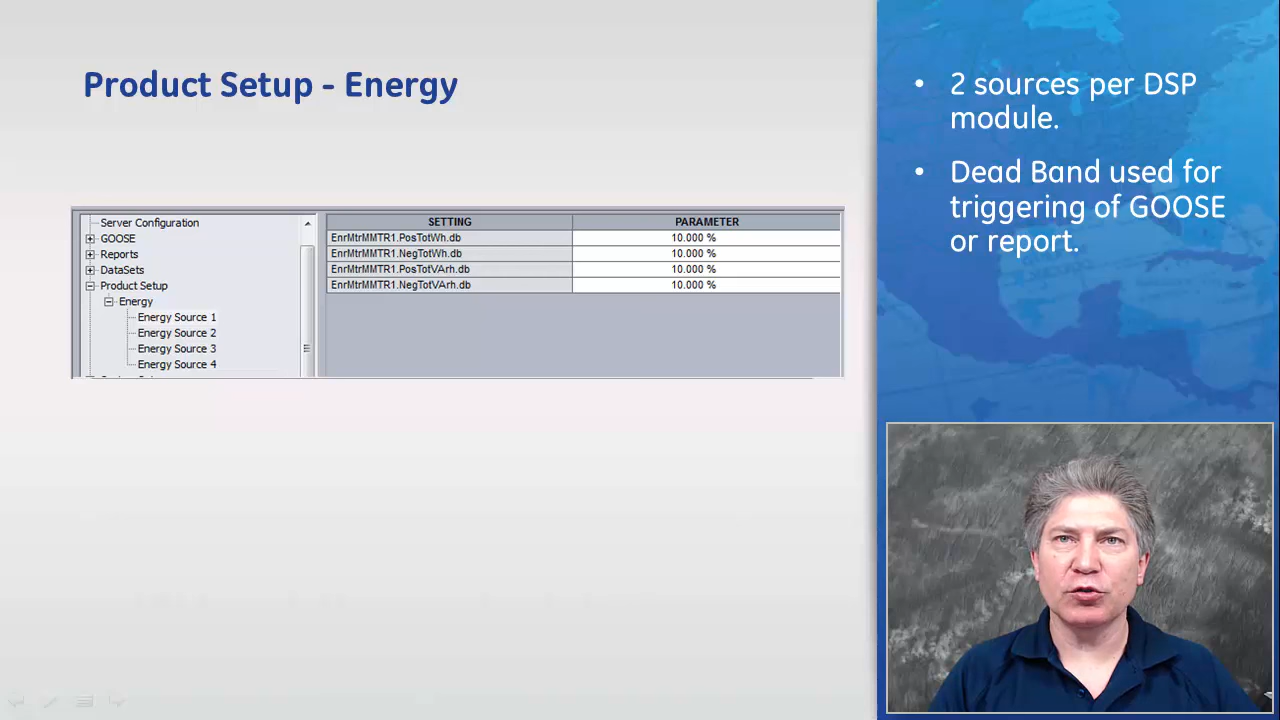 Product Setup - Energy
Server Configuration
GOOSE
Reports
DataSets
Product Setup
Energy
Energy Source 1
Energy Source 2
Energy Source 3
Energy Source 4
SETTING PARAMETER
EnrMtrMMTR1.PosTotWh.db 10.000 %
EnrMtrMMTR1.NegTotWh.db 10.000 %
EnrMtrMMTR1.PosTotVArh.db 10.000 %
EnrMtrMMTR1.NegTotVArh.db 10.000 %
• 2 sources per DSP
module.
• Dead Band used for
triggering of GOOSE
or report.